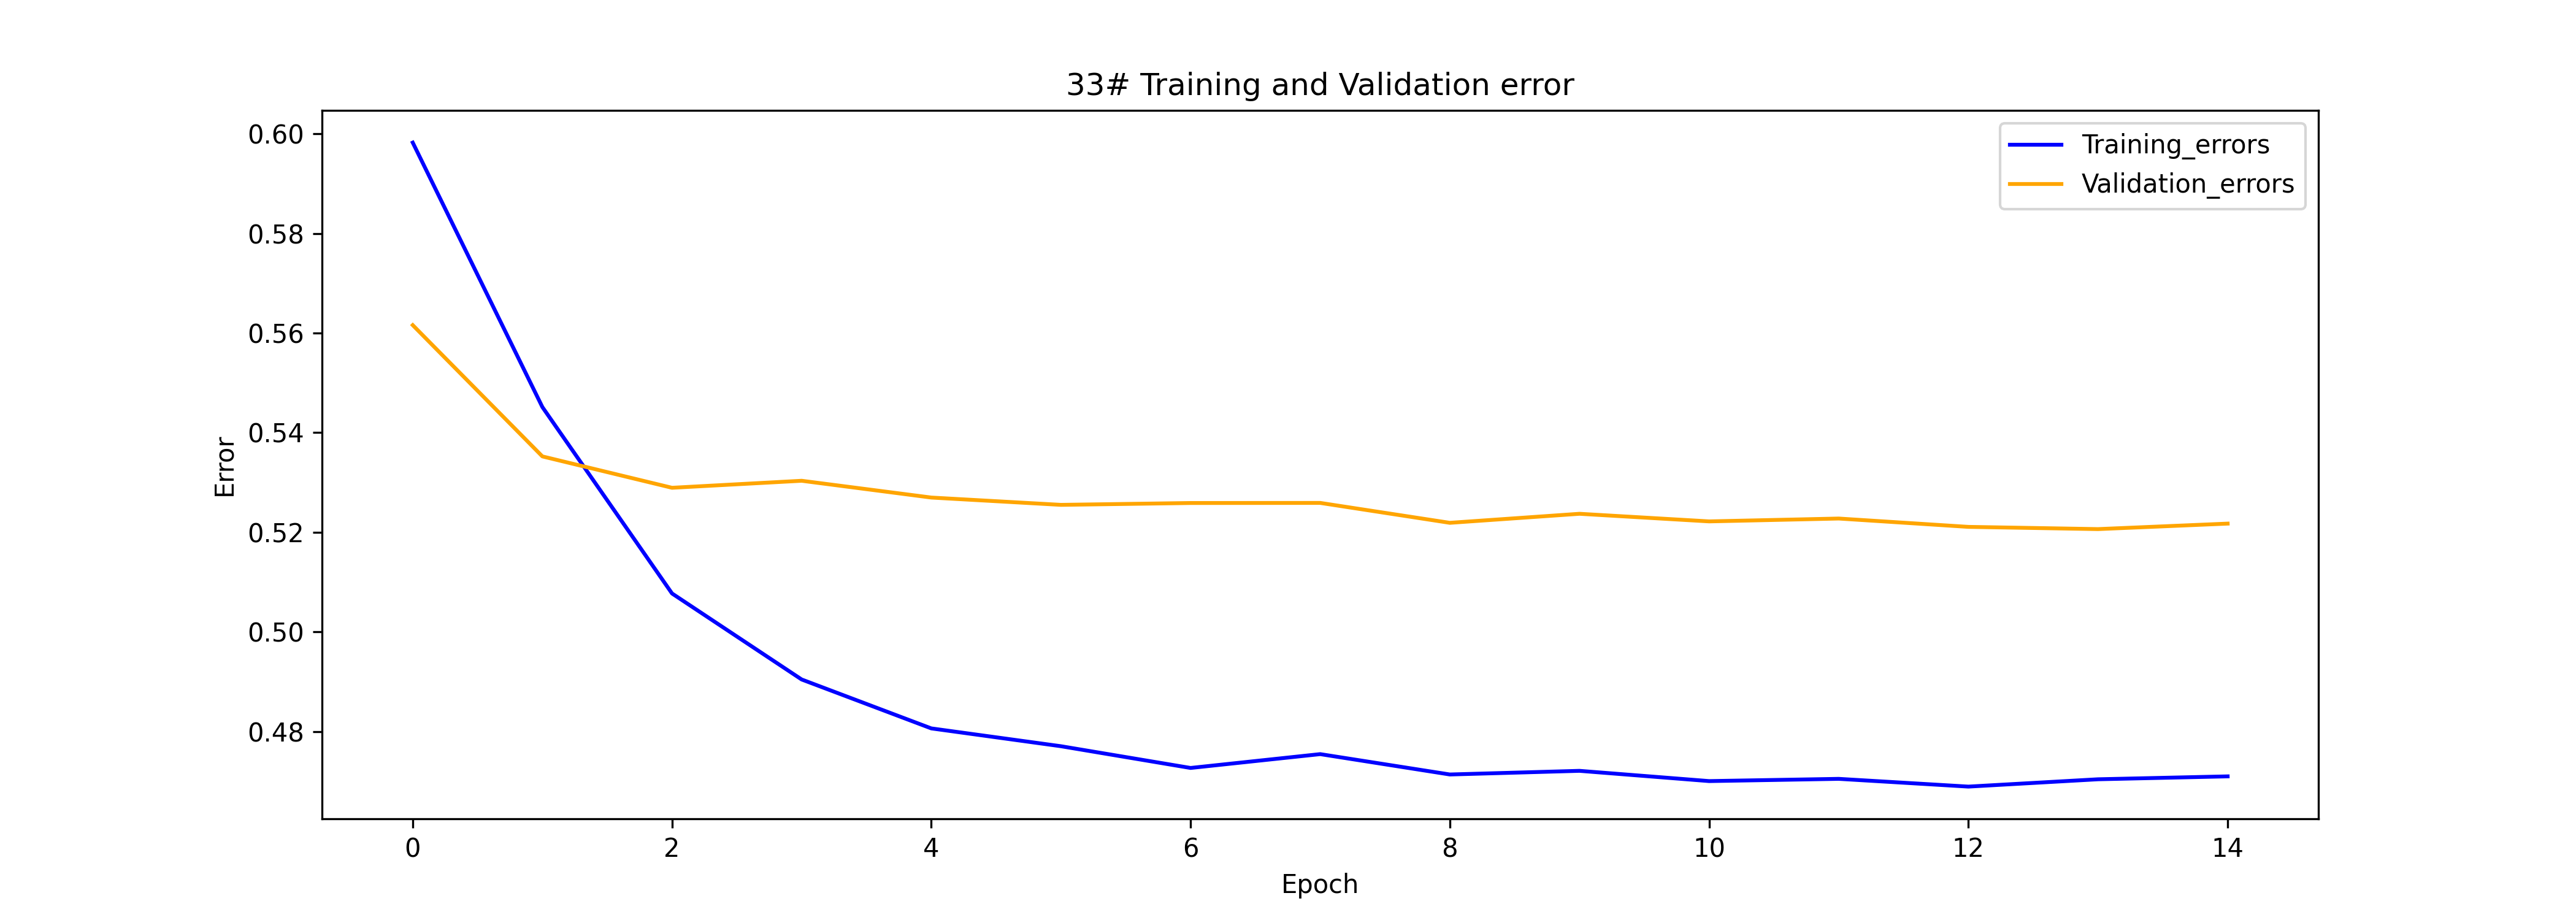 33# Training and Validation error
Training_errors
Validation_errors
0.60
0.58
0.56
0.54
0.52
0.50
0.48
Error
0 2 4 6 8 10 12 14
Epoch